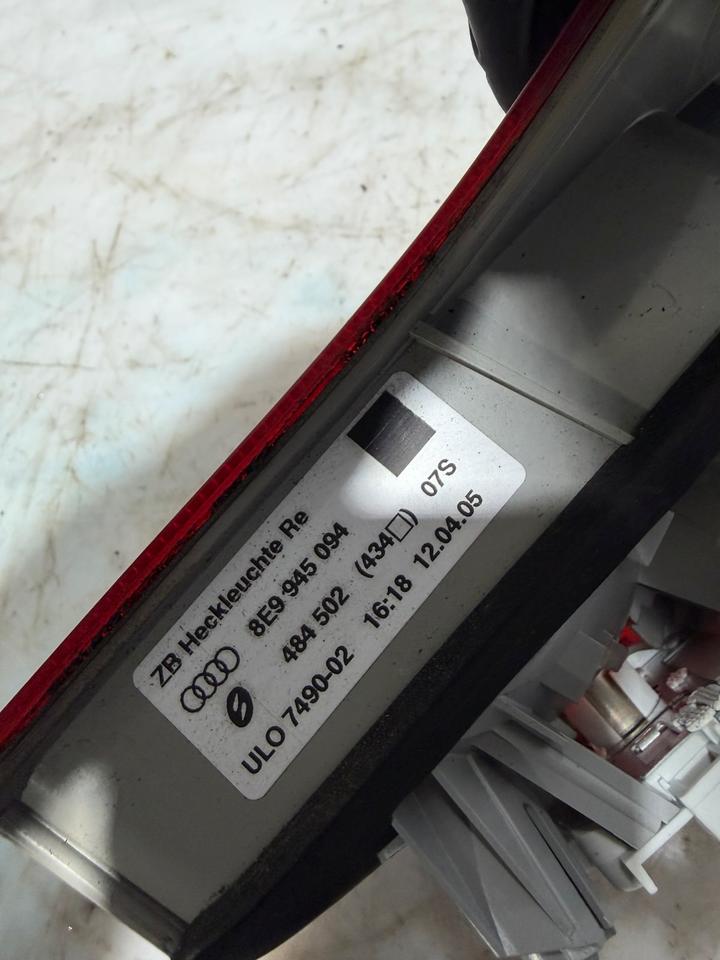 ZB Heckleuchte Re
8E9 945 094
484 502 (434□) 07S
ULO 7490-02 16:18 12.04.05